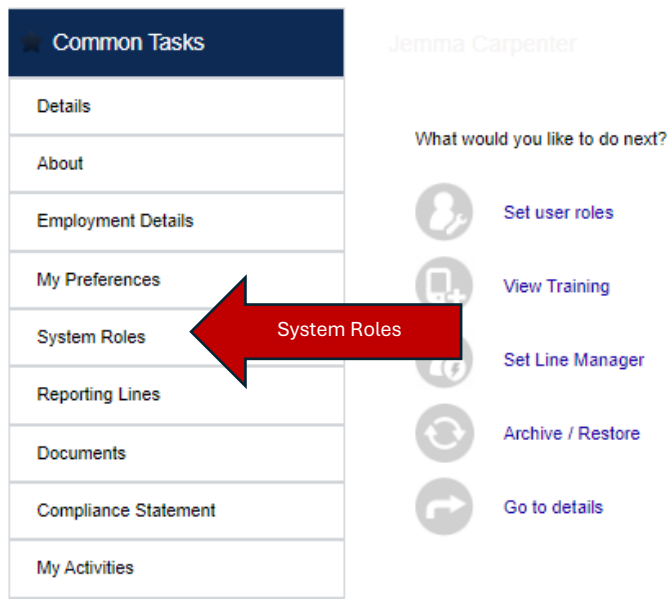 Common Tasks
Details
About
Employment Details
My Preferences
System Roles
Reporting Lines
Documents
Compliance Statement
My Activities
Jemma Carpenter
What would you like to do next?
Set user roles
View Training
Set Line Manager
Archive / Restore
Go to details
System Roles